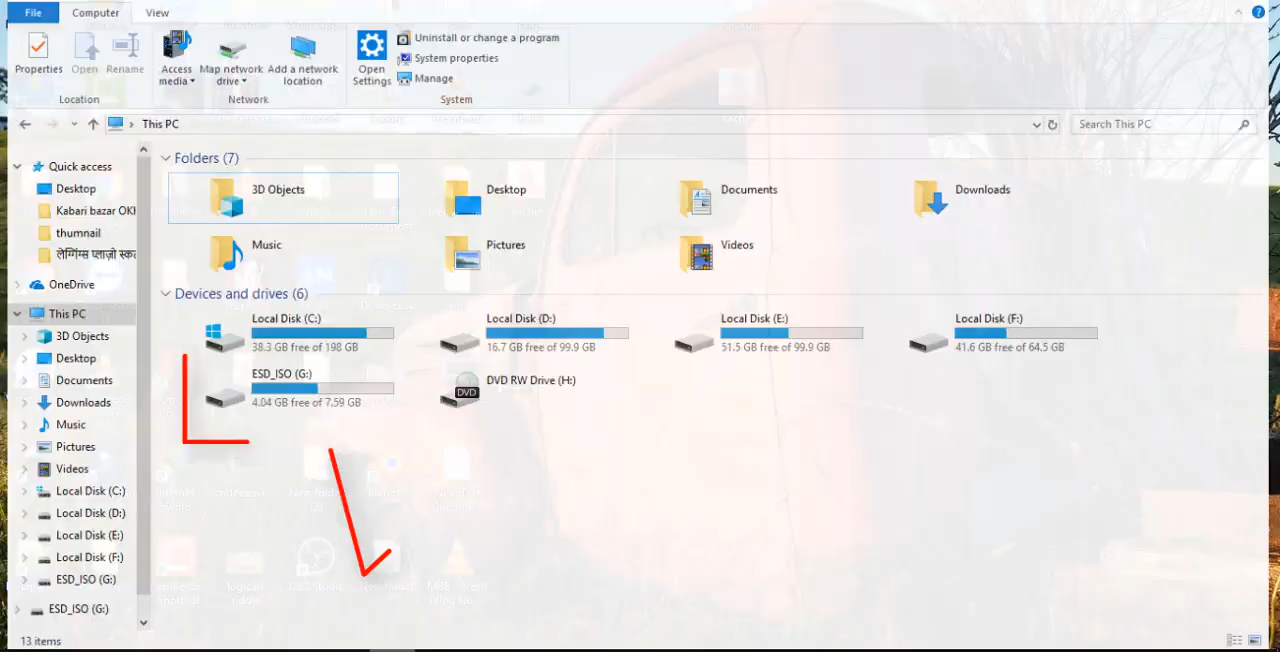 File Computer View
Properties Open Rename Access media Map network drive Add a network location Open Settings Uninstall or change a program
System properties
Manage
Location Network System
This PC Search This PC
Quick access
Desktop
Kabari bazar OKH
thumnail
लेग्गिंग्स प्लाज़ो स्कर्ट
OneDrive
This PC
3D Objects
Desktop
Documents
Downloads
Music
Pictures
Videos
Local Disk (C:)
Local Disk (D:)
Local Disk (E:)
Local Disk (F:)
ESD_ISO (G:)
ESD_ISO (G:)
Folders (7)
3D Objects Desktop Documents Downloads
Music Pictures Videos
Devices and drives (6)
Local Disk (C:) Local Disk (D:) Local Disk (E:) Local Disk (F:)
38.3 GB free of 198 GB 16.7 GB free of 99.9 GB 51.5 GB free of 99.9 GB 41.6 GB free of 64.5 GB
ESD_ISO (G:) DVD RW Drive (H:)
DVD
4.04 GB free of 7.59 GB
13 items